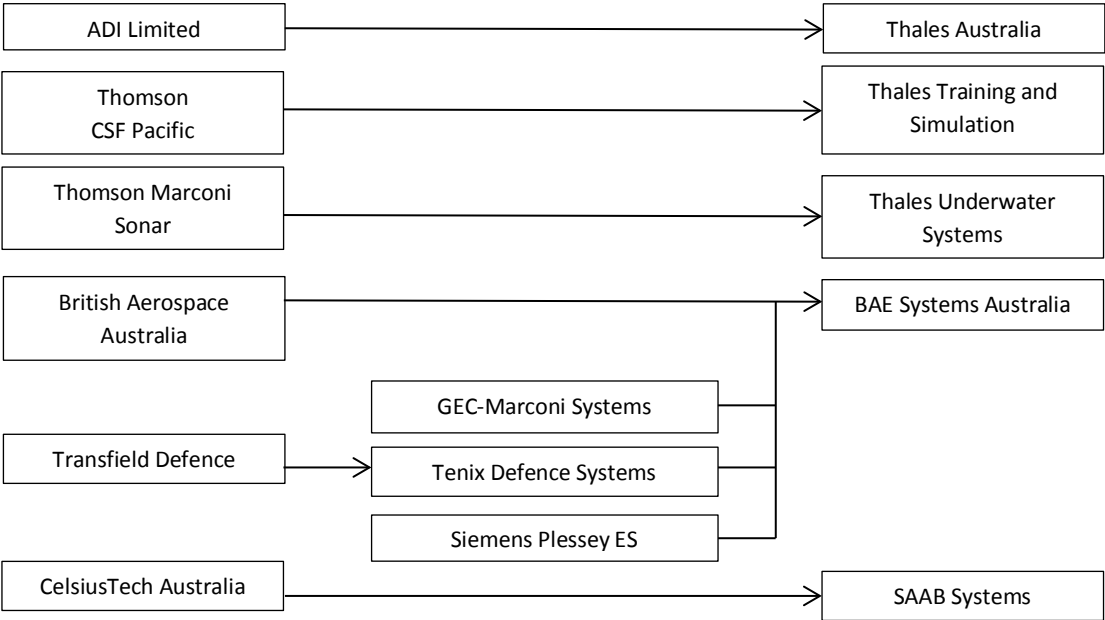 ADI Limited
Thales Australia
Thomson
CSF Pacific
Thales Training and
Simulation
Thomson Marconi
Sonar
Thales Underwater
Systems
British Aerospace
Australia
BAE Systems Australia
GEC-Marconi Systems
Transfield Defence
Tenix Defence Systems
Siemens Plessey ES
CelsiusTech Australia
SAAB Systems